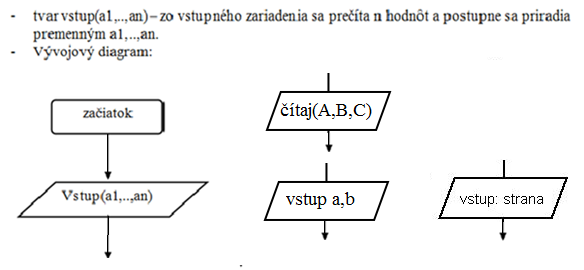 - tvar vstup(a1,..,an) – zo vstupného zariadenia sa prečíta n hodnôt a postupne sa priradia
premenným a1,..,an.
- Vývojový diagram:
začiatok
Vstup(a1,..,an)
čítaj(A,B,C)
vstup a,b
vstup: strana